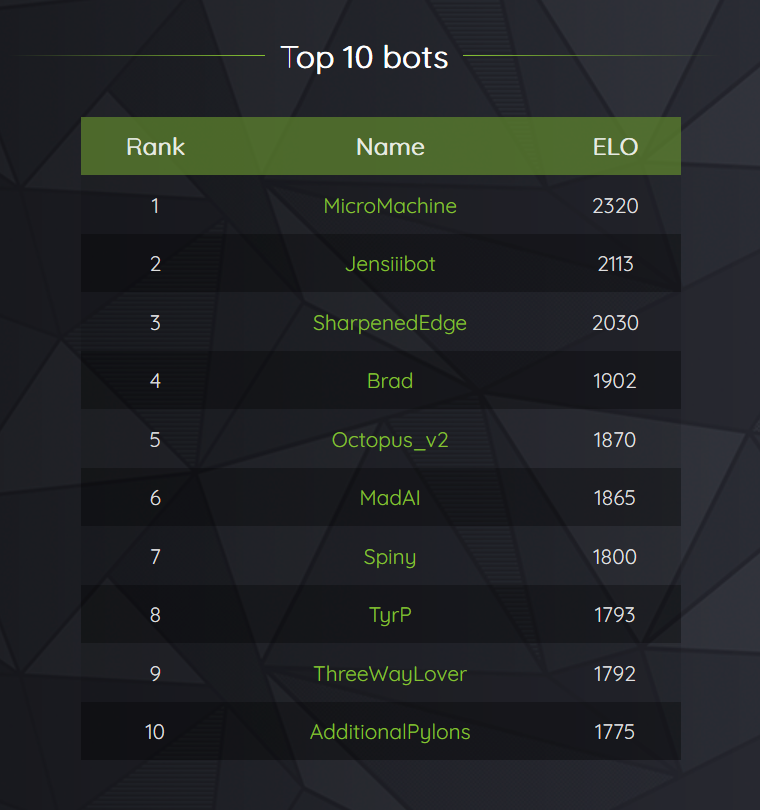 Top 10 bots
Rank Name ELO
1 MicroMachine 2320
2 Jensiiibot 2113
3 SharpenedEdge 2030
4 Brad 1902
5 Octopus_v2 1870
6 MadAI 1865
7 Spiny 1800
8 TyrP 1793
9 ThreeWayLover 1792
10 AdditionalPylons 1775